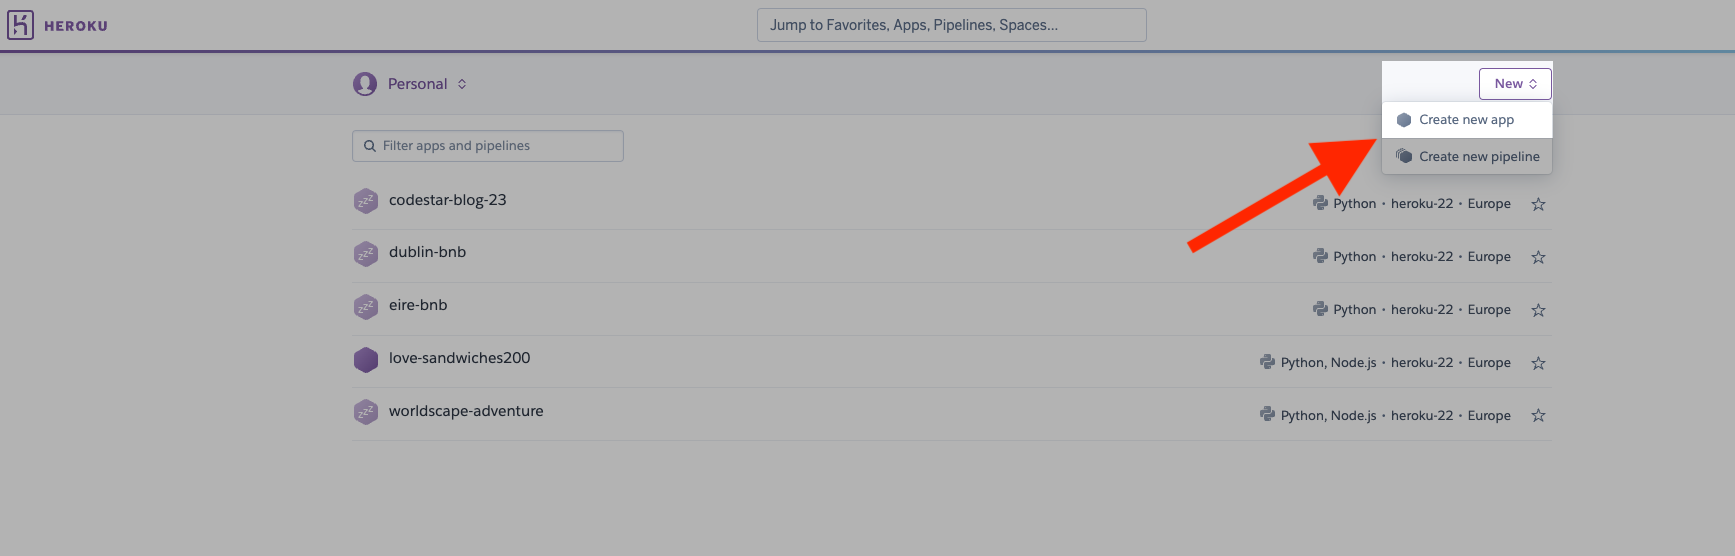 HEROKU
Jump to Favorites, Apps, Pipelines, Spaces...
Personal
New
Create new app
Create new pipeline
Filter apps and pipelines
codestar-blog-23
Python • heroku-22 • Europe
dublin-bnb
Python • heroku-22 • Europe
eire-bnb
Python • heroku-22 • Europe
love-sandwiches200
Python, Node.js • heroku-22 • Europe
worldscape-adventure
Python, Node.js • heroku-22 • Europe